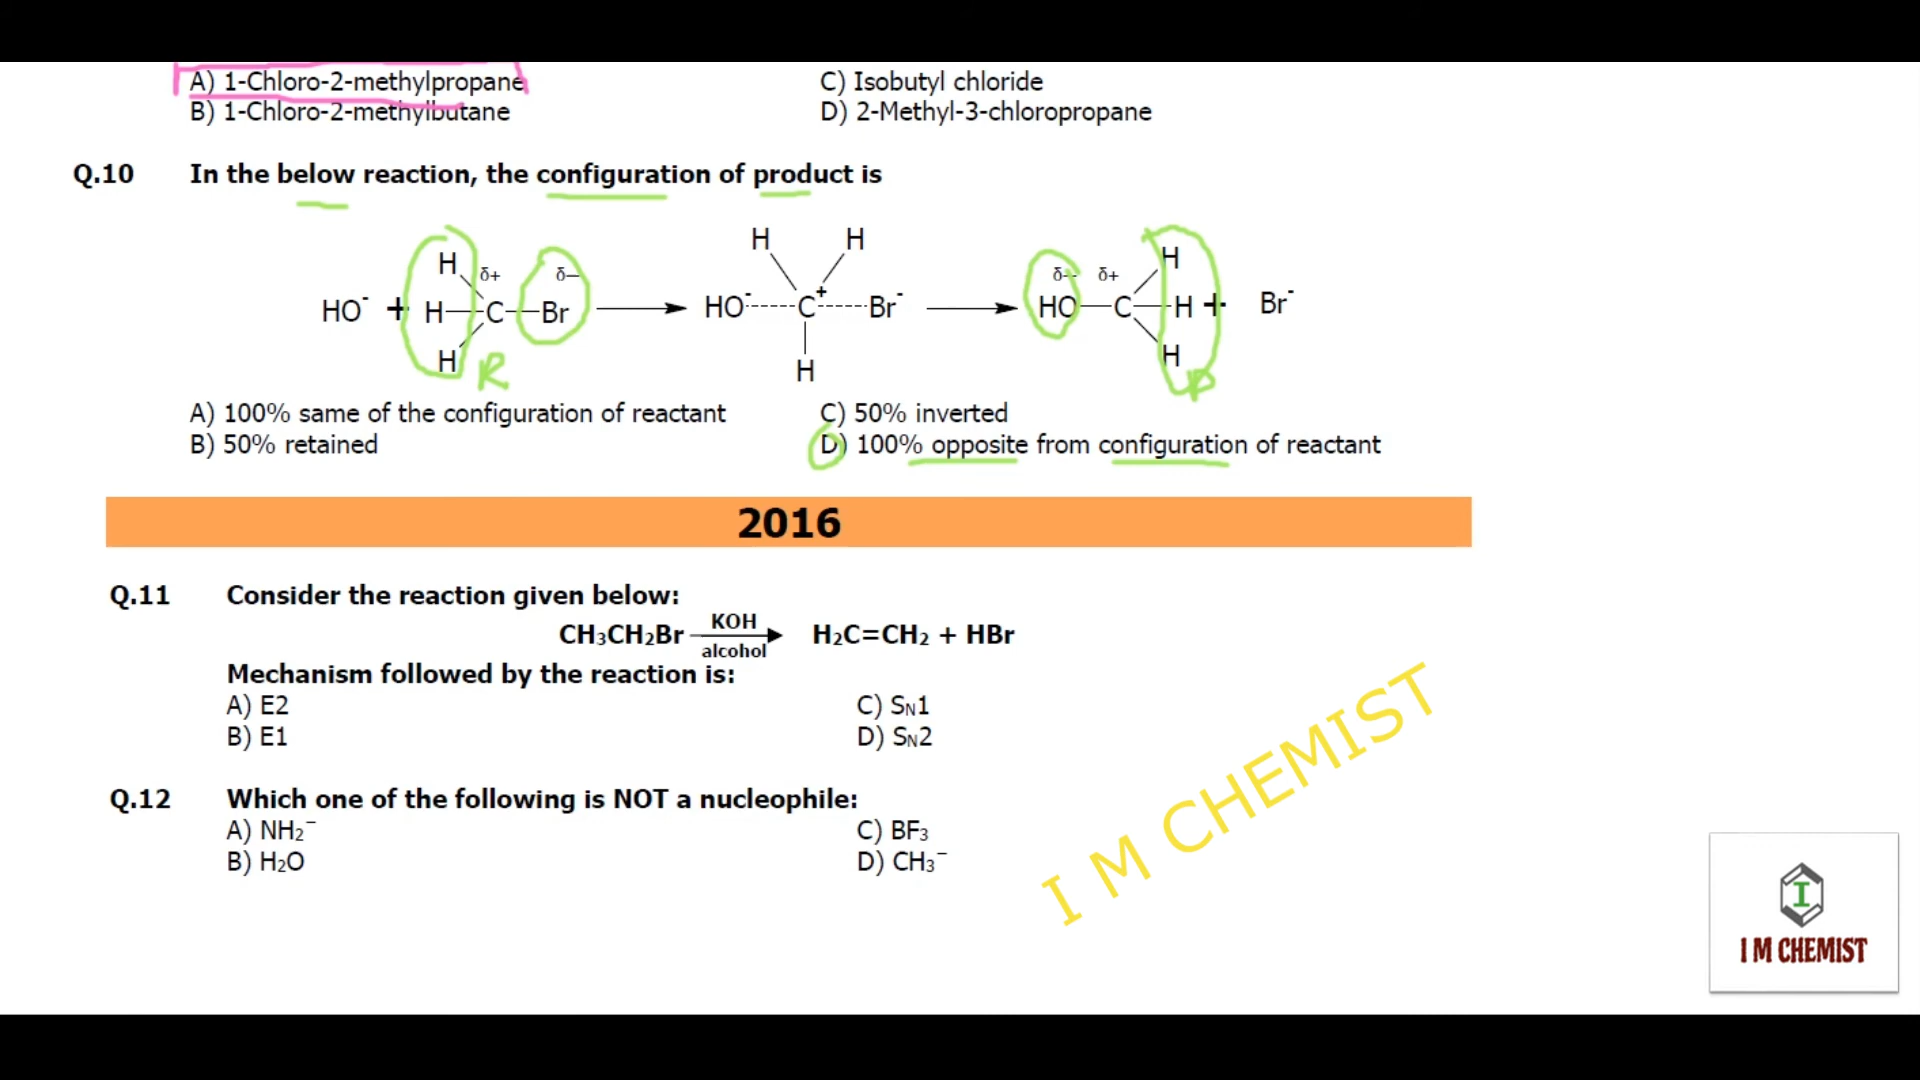 A) 1-Chloro-2-methylpropane C) Isobutyl chloride
B) 1-Chloro-2-methylbutane D) 2-Methyl-3-chloropropane
Q.10 In the below reaction, the configuration of product is
H H H H
δ+ δ– δ– δ+
HO⁻ + H C Br HO⁻ C⁺ Br⁻ HO C H + Br⁻
H H H
R P
A) 100% same of the configuration of reactant C) 50% inverted
B) 50% retained D) 100% opposite from configuration of reactant
2016
Q.11 Consider the reaction given below:
KOH
CH₃CH₂Br H₂C=CH₂ + HBr
alcohol
Mechanism followed by the reaction is:
A) E2 C) SN1
B) E1 D) SN2
Q.12 Which one of the following is NOT a nucleophile:
A) NH₂⁻ C) BF₃
B) H₂O D) CH₃⁻
I M CHEMIST
I
I M CHEMIST